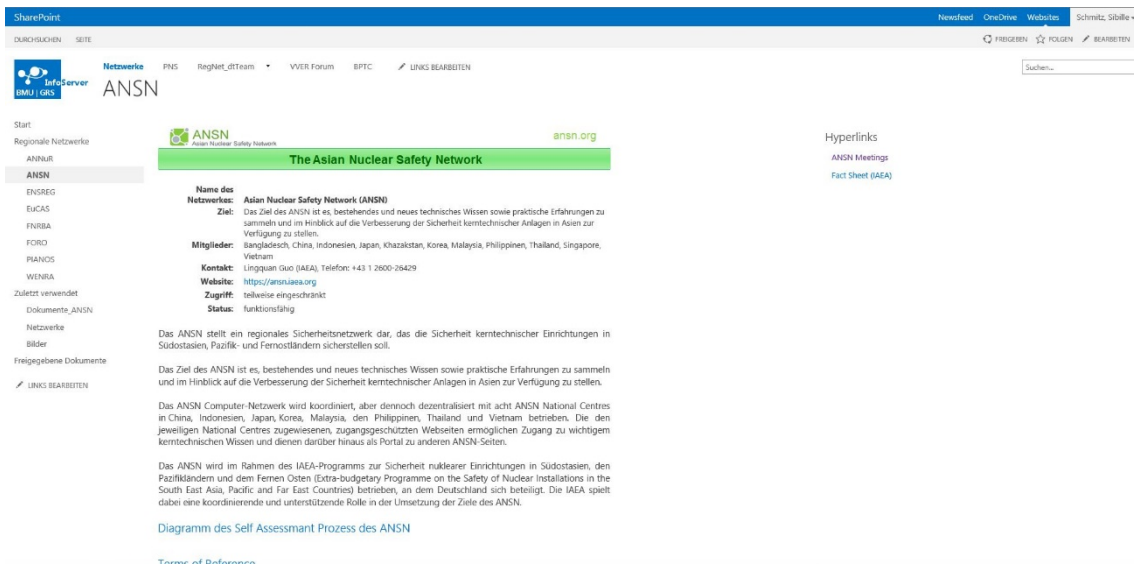 SharePoint
Newsfeed OneDrive Websites Schmitz, Sibille
DURCHSUCHEN SEITE
FREIGEBEN FOLGEN BEARBEITEN
InfoServer
BMU | GRS
Netzwerke PNS RegNet_dtTeam VVER Forum BPTC LINKS BEARBEITEN
Suchen...
ANSN
Start
Regionale Netzwerke
ANNuR
ANSN
ENSREG
EuCAS
FNRBA
FORO
PIANOS
WENRA
Zuletzt verwendet
Dokumente_ANSN
Netzwerke
Bilder
Freigegebene Dokumente
LINKS BEARBEITEN
ANSN
Asian Nuclear Safety Network
ansn.org
The Asian Nuclear Safety Network
Name des
Netzwerkes: Asian Nuclear Safety Network (ANSN)
Ziel: Das Ziel des ANSN ist es, bestehendes und neues technisches Wissen sowie praktische Erfahrungen zu
sammeln und im Hinblick auf die Verbesserung der Sicherheit kerntechnischer Anlagen in Asien zur
Verfügung zu stellen.
Mitglieder: Bangladesch, China, Indonesien, Japan, Khazakstan, Korea, Malaysia, Philippinen, Thailand, Singapore,
Vietnam
Kontakt: Lingquan Guo (IAEA), Telefon: +43 1 2600-26429
Website: https://ansn.iaea.org
Zugriff: teilweise eingeschränkt
Status: funktionsfähig
Das ANSN stellt ein regionales Sicherheitsnetzwerk dar, das die Sicherheit kerntechnischer Einrichtungen in
Südostasien, Pazifik- und Fernostländern sicherstellen soll.
Das Ziel des ANSN ist es, bestehendes und neues technisches Wissen sowie praktische Erfahrungen zu sammeln
und im Hinblick auf die Verbesserung der Sicherheit kerntechnischer Anlagen in Asien zur Verfügung zu stellen.
Das ANSN Computer-Netzwerk wird koordiniert, aber dennoch dezentralisiert mit acht ANSN National Centres
in China, Indonesien, Japan, Korea, Malaysia, den Philippinen, Thailand und Vietnam betrieben. Die den
jeweiligen National Centres zugewiesenen, zugangsgeschützten Webseiten ermöglichen Zugang zu wichtigem
kerntechnischen Wissen und dienen darüber hinaus als Portal zu anderen ANSN-Seiten.
Das ANSN wird im Rahmen des IAEA-Programms zur Sicherheit nuklearer Einrichtungen in Südostasien, den
Pazifikländern und dem Fernen Osten (Extra-budgetary Programme on the Safety of Nuclear Installations in the
South East Asia, Pacific and Far East Countries) betrieben, an dem Deutschland sich beteiligt. Die IAEA spielt
dabei eine koordinierende und unterstützende Rolle in der Umsetzung der Ziele des ANSN.
Diagramm des Self Assessmant Prozess des ANSN
Terms of Reference
Hyperlinks
ANSN Meetings
Fact Sheet (IAEA)